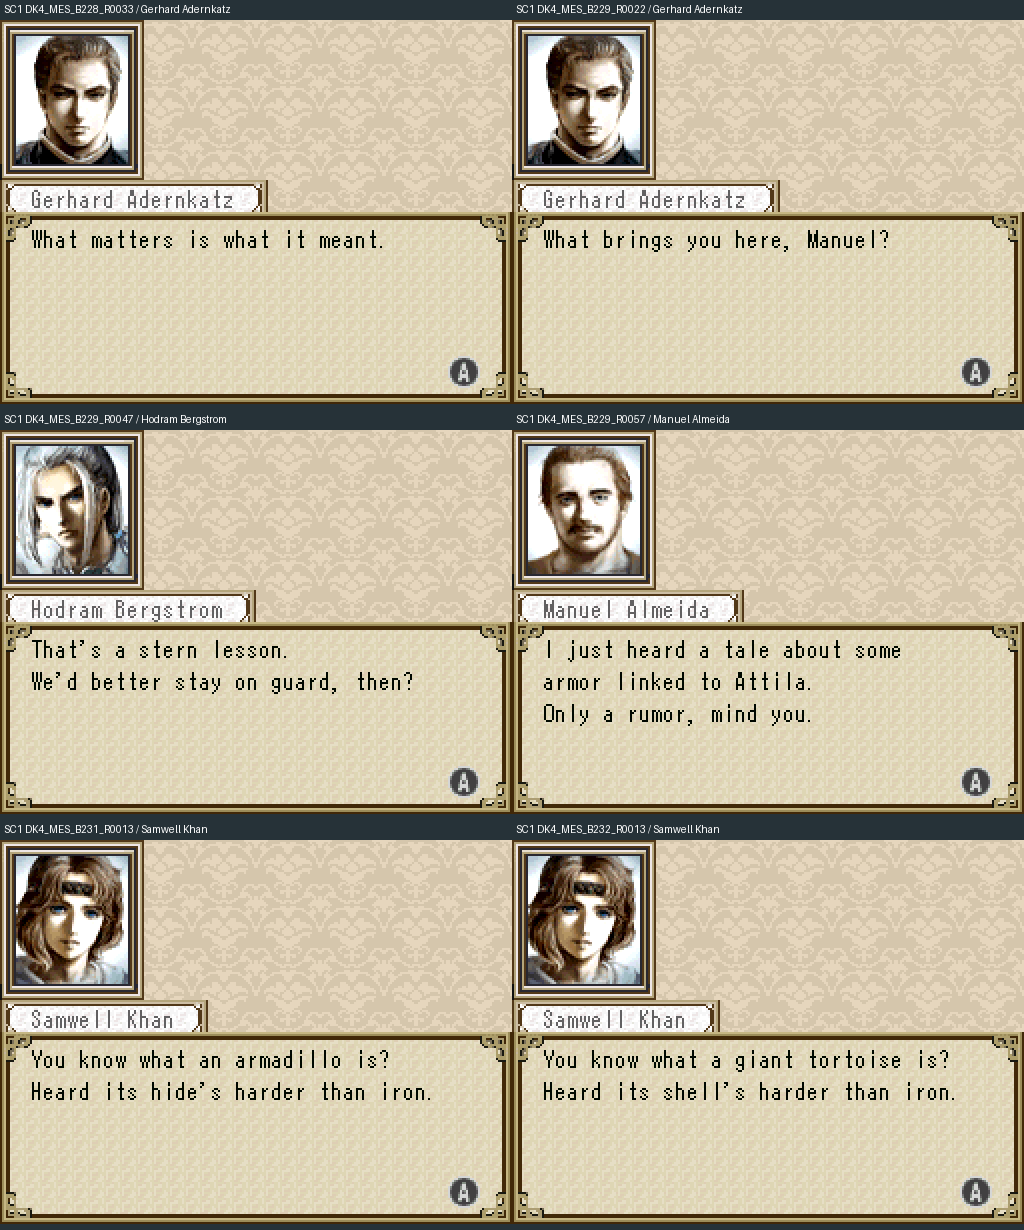 SC1 DK4_MES_B228_R0033 / Gerhard Adernkatz
Gerhard Adernkatz
What matters is what it meant.
A
SC1 DK4_MES_B229_R0022 / Gerhard Adernkatz
Gerhard Adernkatz
What brings you here, Manuel?
A
SC1 DK4_MES_B229_R0047 / Hodram Bergstrom
Hodram Bergstrom
That's a stern lesson.
We'd better stay on guard, then?
A
SC1 DK4_MES_B229_R0057 / Manuel Almeida
Manuel Almeida
I just heard a tale about some
armor linked to Attila.
Only a rumor, mind you.
A
SC1 DK4_MES_B231_R0013 / Samwell Khan
Samwell Khan
You know what an armadillo is?
Heard its hide's harder than iron.
A
SC1 DK4_MES_B232_R0013 / Samwell Khan
Samwell Khan
You know what a giant tortoise is?
Heard its shell's harder than iron.
A